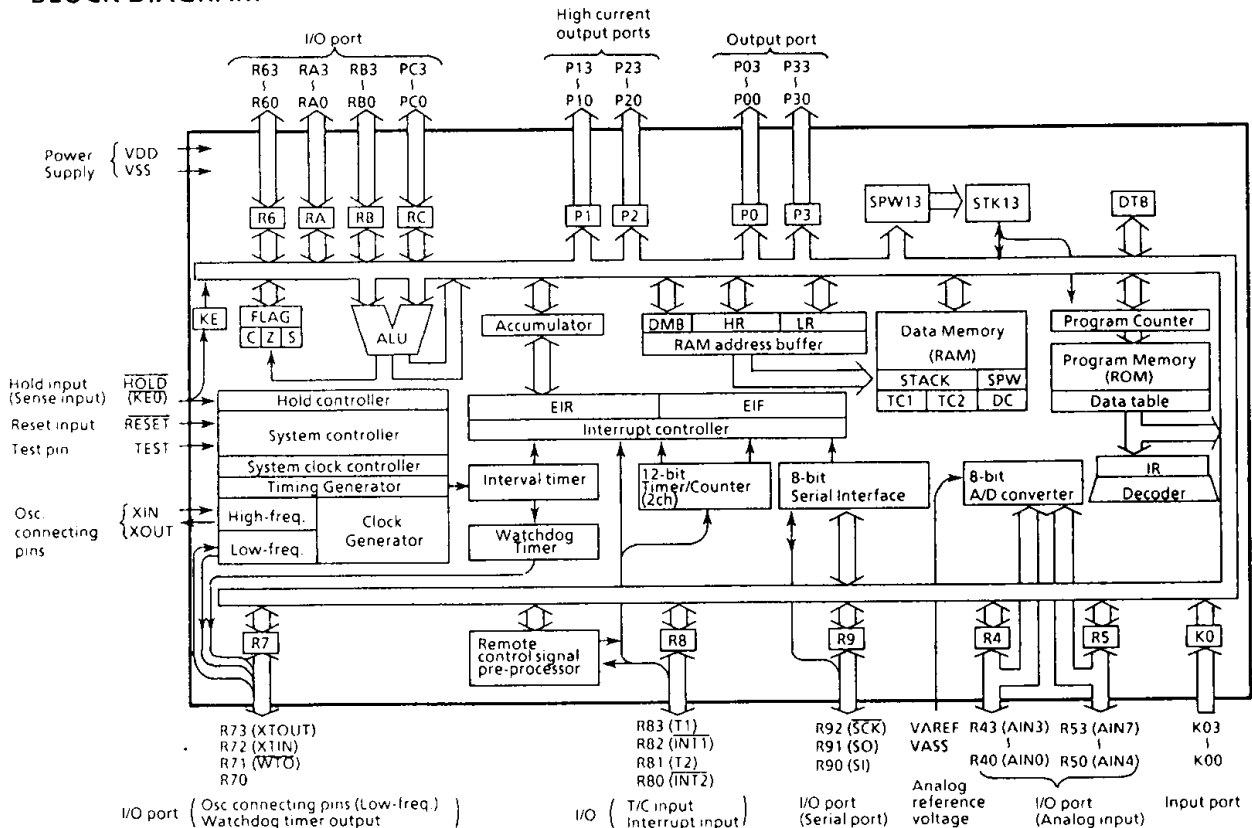 BLOCK DIAGRAM
High current
output ports
I/O port
Output port
R63 RA3 RB3 PC3 P13 P23 P03 P33
R60 RA0 RB0 PC0 P10 P20 P00 P30
Power
Supply
VDD
VSS
SPW13
STK13
DTB
R6 RA RB RC P1 P2 P0 P3
KE
FLAG
C Z S
ALU
Accumulator
DMB HR LR
RAM address buffer
Data Memory
(RAM)
STACK SPW
TC1 TC2 DC
Program Counter
Program Memory
(ROM)
Data table
Hold input
(Sense input)
HOLD
(KE0)
Reset input RESET
Test pin TEST
Hold controller
System controller
System clock controller
Timing Generator
High-freq.
Low-freq.
Clock
Generator
EIR EIF
Interrupt controller
Interval timer
Watchdog
Timer
12-bit
Timer/Counter
(2ch)
8-bit
Serial Interface
8-bit
A/D converter
IR
Decoder
Osc.
connecting
pins
XIN
XOUT
R7
Remote
control signal
pre-processor
R8 R9 R4 R5 K0
R73 (XTOUT)
R72 (XTIN)
R71 (WTO)
R70
R83 (T1)
R82 (INT1)
R81 (T2)
R80 (INT2)
R92 (SCK)
R91 (SO)
R90 (SI)
VAREF
VASS
R43 (AIN3)
R40 (AIN0)
R53 (AIN7)
R50 (AIN4)
K03
K00
I/O port
Osc connecting pins (Low-freq.)
Watchdog timer output
I/O
T/C input
Interrupt input
I/O port
(Serial port)
Analog
reference
voltage
I/O port
(Analog input)
Input port